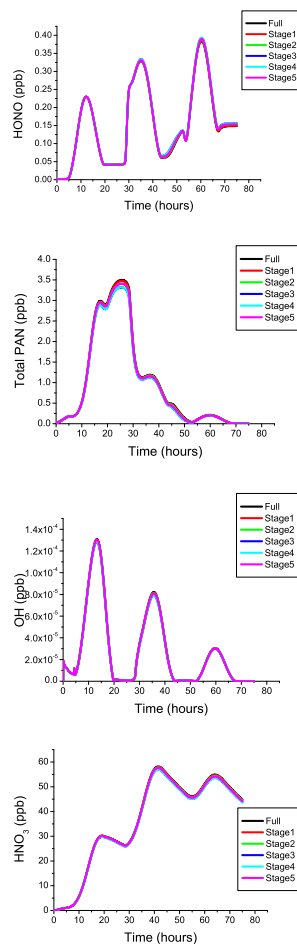 Full
Stage1
Stage2
Stage3
Stage4
Stage5
HONO (ppb)
0.40
0.35
0.30
0.25
0.20
0.15
0.10
0.05
0.00
0 10 20 30 40 50 60 70 80
Time (hours)
Full
Stage1
Stage2
Stage3
Stage4
Stage5
Total PAN (ppb)
4.0
3.5
3.0
2.5
2.0
1.5
1.0
0.5
0.0
0 10 20 30 40 50 60 70 80
Time (hours)
Full
Stage1
Stage2
Stage3
Stage4
Stage5
OH (ppb)
1.4x10⁻⁴
1.2x10⁻⁴
1.0x10⁻⁴
8.0x10⁻⁵
6.0x10⁻⁵
4.0x10⁻⁵
2.0x10⁻⁵
0.0
0 10 20 30 40 50 60 70 80
Time (hours)
Full
Stage1
Stage2
Stage3
Stage4
Stage5
HNO₃ (ppb)
60
50
40
30
20
10
0
0 10 20 30 40 50 60 70 80
Time (hours)